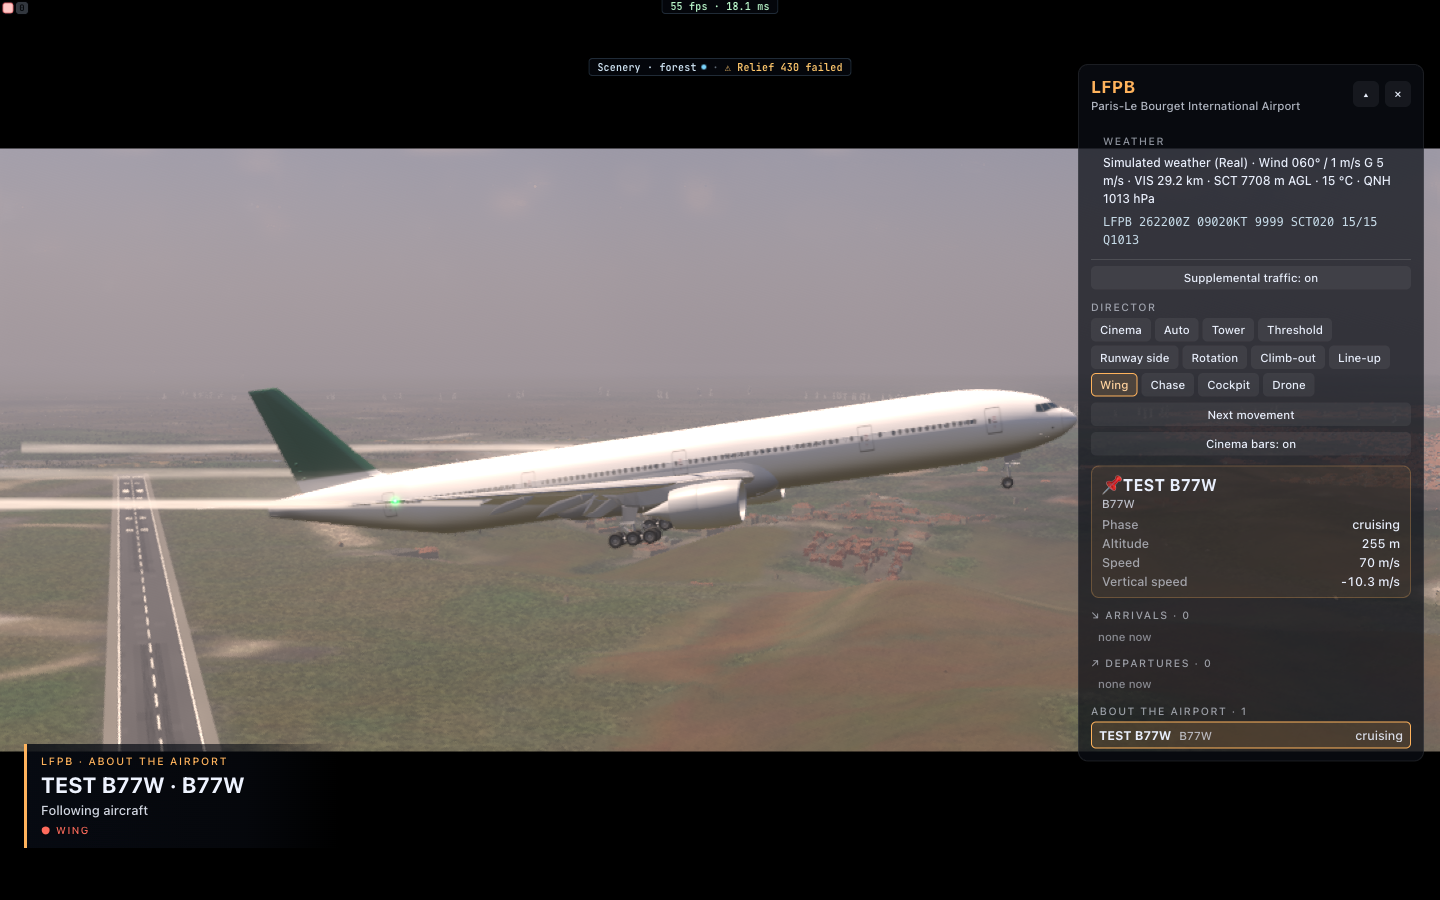 0
55 fps · 18.1 ms
Scenery · forest · ⚠ Relief 430 failed
LFPB
Paris-Le Bourget International Airport
WEATHER
Simulated weather (Real) · Wind 060° / 1 m/s G 5
m/s · VIS 29.2 km · SCT 7708 m AGL · 15 °C · QNH
1013 hPa
LFPB 262200Z 09020KT 9999 SCT020 15/15
Q1013
Supplemental traffic: on
DIRECTOR
Cinema Auto Tower Threshold
Runway side Rotation Climb-out Line-up
Wing Chase Cockpit Drone
Next movement
Cinema bars: on
📌TEST B77W
B77W
Phase cruising
Altitude 255 m
Speed 70 m/s
Vertical speed -10.3 m/s
↘ ARRIVALS · 0
none now
↗ DEPARTURES · 0
none now
ABOUT THE AIRPORT · 1
TEST B77W B77W cruising
LFPB · ABOUT THE AIRPORT
TEST B77W · B77W
Following aircraft
WING